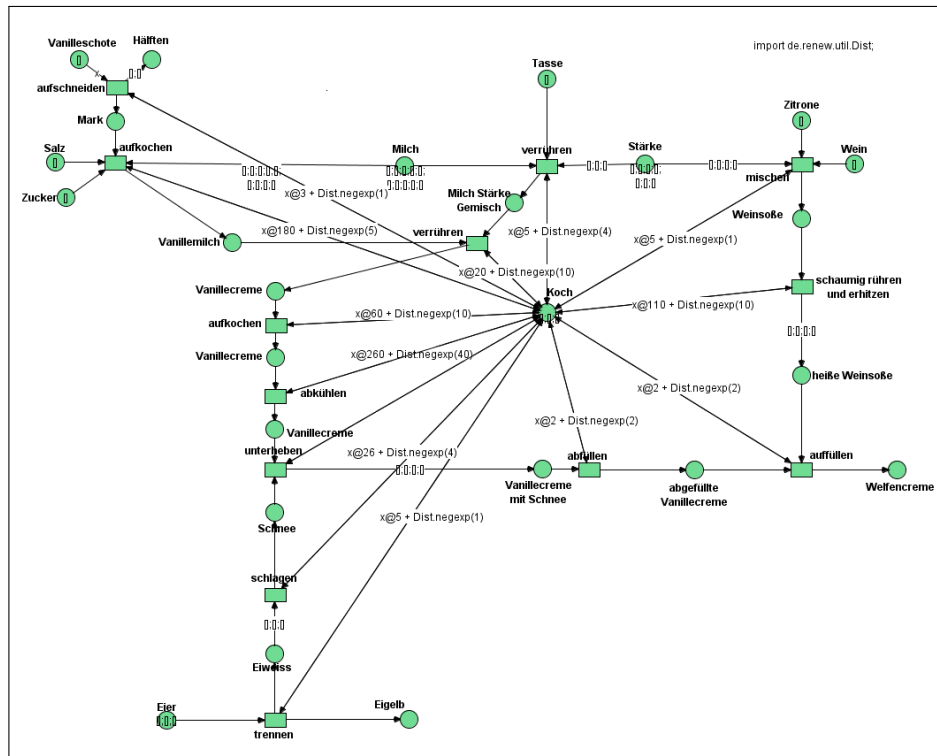 Vanilleschote
Hälften
import de.renew.util.Dist;
Tasse
x
[];[]
aufschneiden
Zitrone
Mark
Salz
aufkochen
Milch
verrühren
Stärke
Wein
[];[];[];[];
[];[];[];[]
[];[];[];[];
[];[];[];[]
[];[];[]
[];[];[];[];
[];[];[]
[];[];[];[]
mischen
x@3 + Dist.negexp(1)
Zucker
Milch Stärke
Gemisch
Weinsoße
x@180 + Dist.negexp(5)
verrühren
x@5 + Dist.negexp(4)
x@5 + Dist.negexp(1)
Vanillemilch
x@20 + Dist.negexp(10)
schaumig rühren
und erhitzen
Vanillecreme
Koch
x@110 + Dist.negexp(10)
aufkochen
x@60 + Dist.negexp(10)
[];[];[];[]
Vanillecreme
x@260 + Dist.negexp(40)
heiße Weinsoße
abkühlen
x@2 + Dist.negexp(2)
x@2 + Dist.negexp(2)
Vanillecreme
unterheben
x@26 + Dist.negexp(4)
abfüllen
auffüllen
[];[];[];[]
Vanillecreme
mit Schnee
abgefüllte
Vanillecreme
Welfencreme
x@5 + Dist.negexp(1)
Schnee
schlagen
[];[];[]
Eiweiss
Eier
[];[];[]
Eigelb
trennen